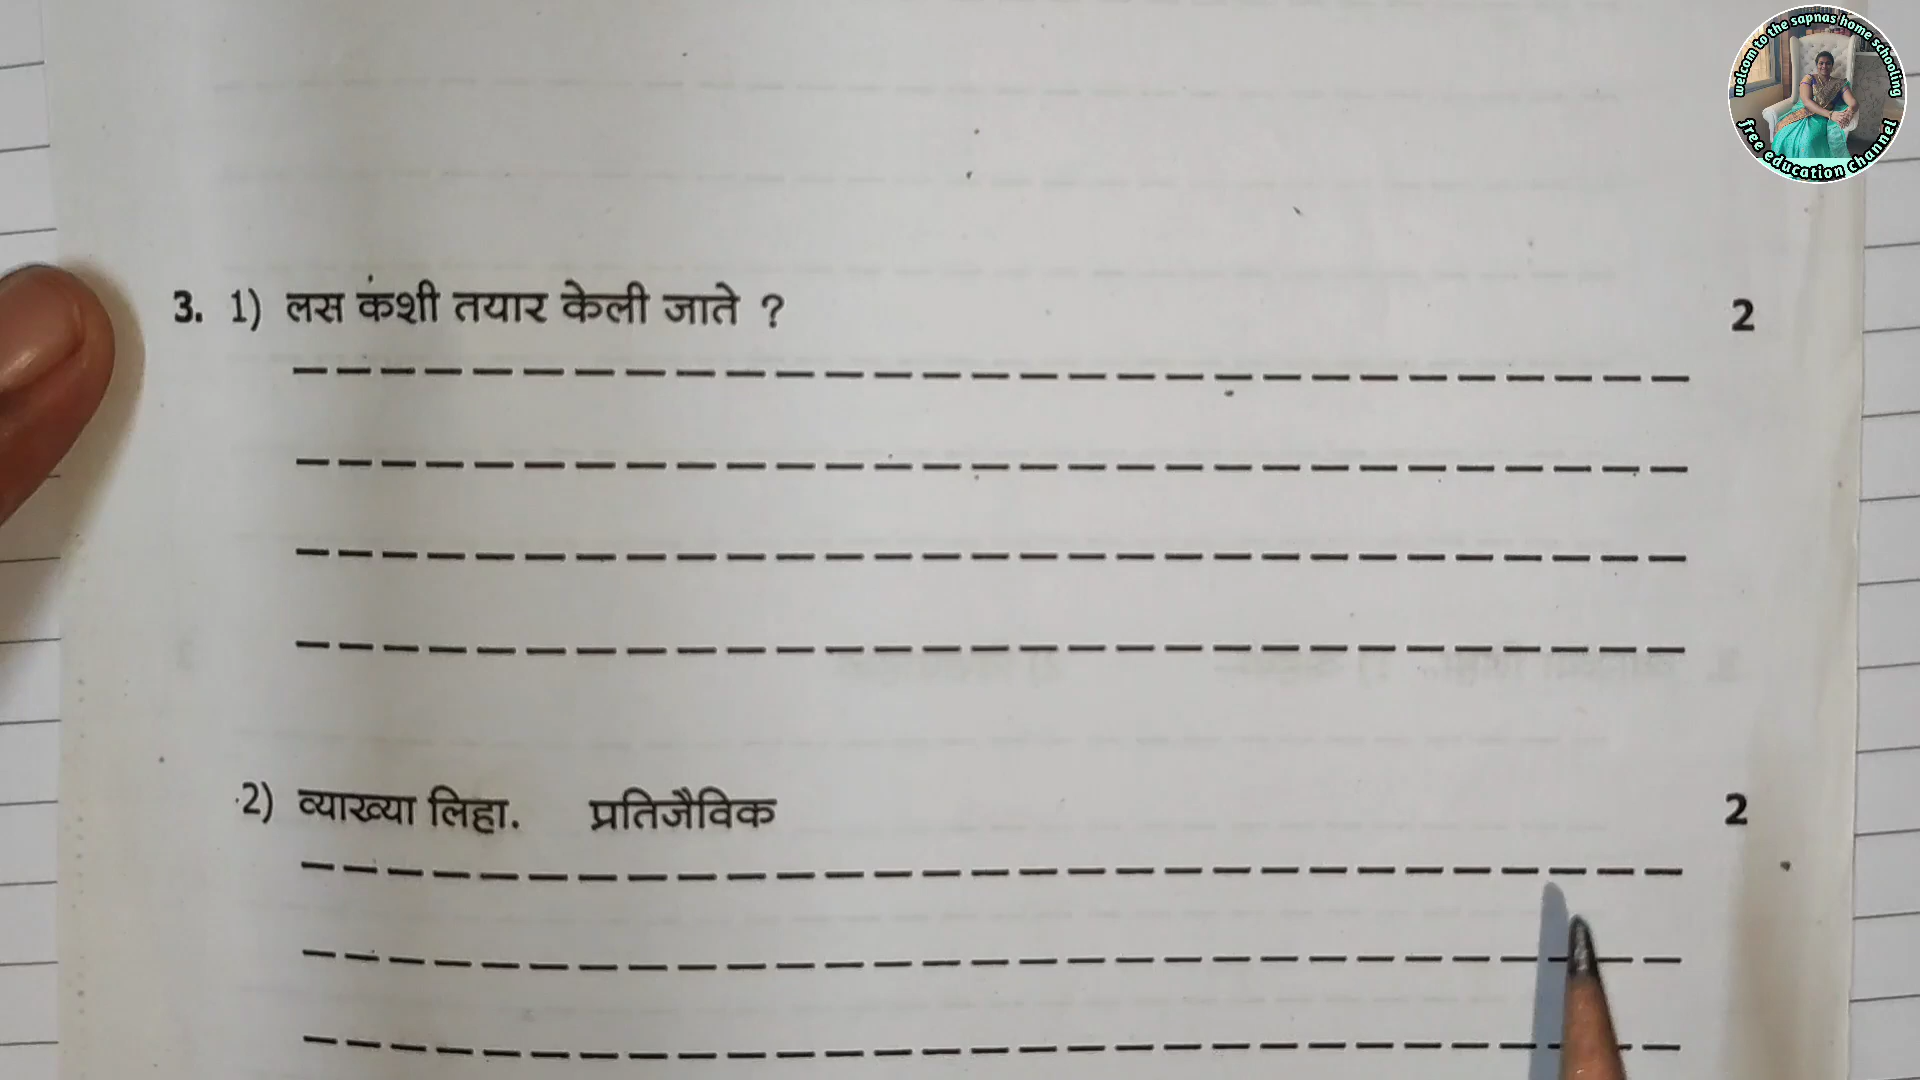 welcom to the sapnas home schooling
free education channel
3. 1) लस कशी तयार केली जाते ? 2
2) व्याख्या लिहा. प्रतिजैविक 2